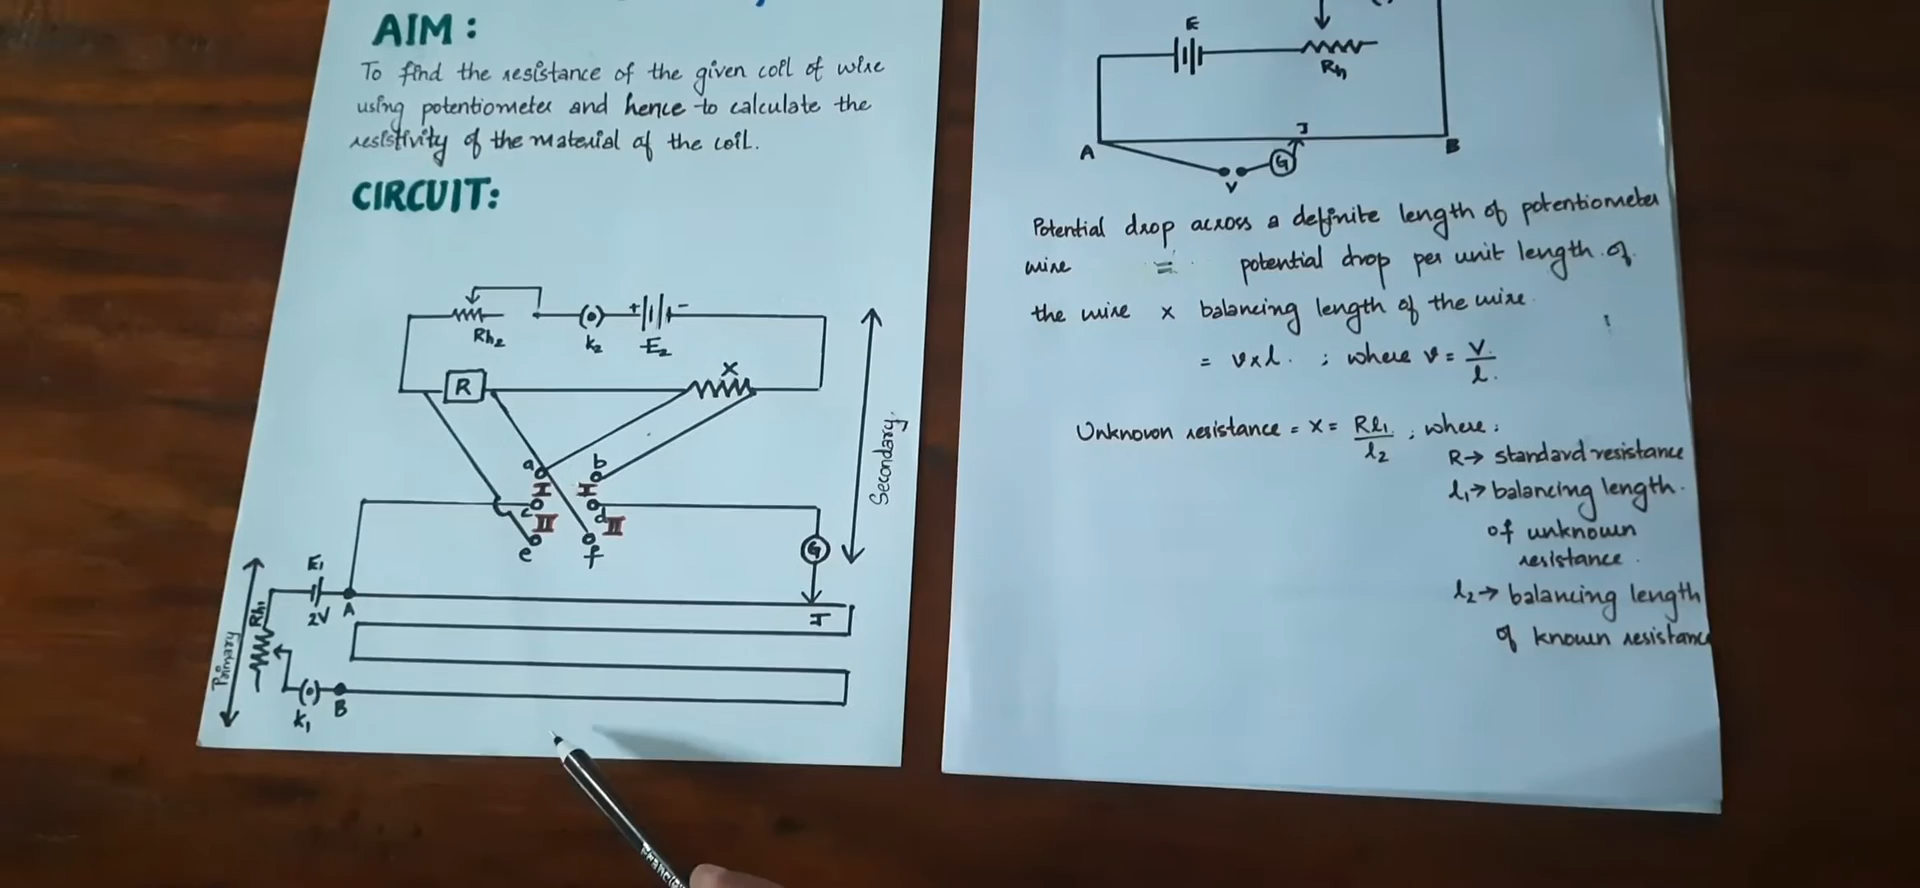 AIM:
To find the resistance of the given coil of wire
using potentiometer and hence to calculate the
resistivity of the material of the coil.
CIRCUIT:
Rh2
K2
+
-
E2
R
X
a
b
I
I
c
d
II
II
e
f
G
J
Secondary
E1
2V
A
Rh1
Primary
K1
B
E
Rh
A
J
B
G
V
Potential drop across a definite length of potentiometer
wire = potential drop per unit length of
the wire x balancing length of the wire.
= v x l. ; where v = V/l.
Unknown resistance = X = Rl1/l2 ; where:
R→ standard resistance
l1→ balancing length
of unknown
resistance.
l2→ balancing length
of known resistance
Francies